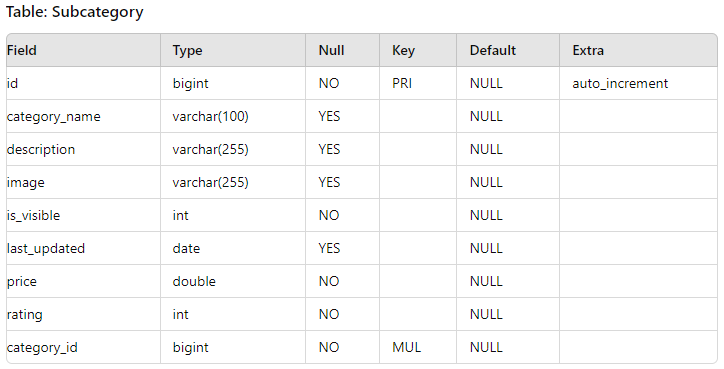 Table: Subcategory
Field Type Null Key Default Extra
id bigint NO PRI NULL auto_increment
category_name varchar(100) YES NULL
description varchar(255) YES NULL
image varchar(255) YES NULL
is_visible int NO NULL
last_updated date YES NULL
price double NO NULL
rating int NO NULL
category_id bigint NO MUL NULL